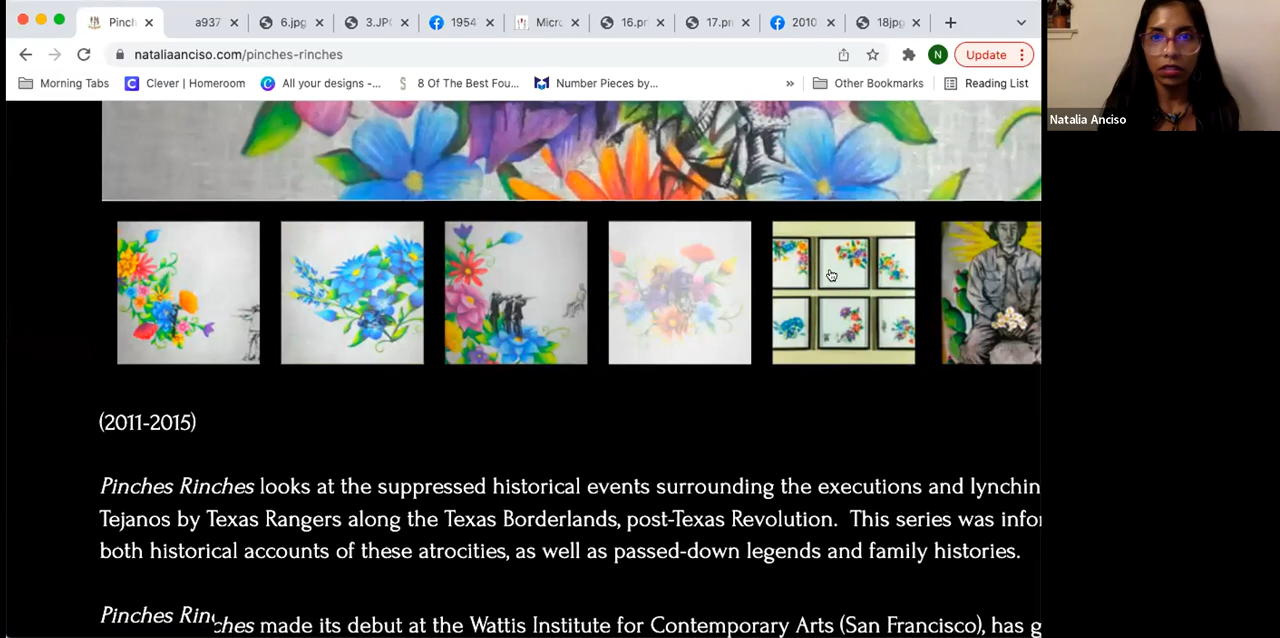 Pinch
a937
6.jpg
3.JPG
1954
Micro
16.pn
17.pn
2010
18jpg
nataliaanciso.com/pinches-rinches
N
Update
Morning Tabs
Clever | Homeroom
All your designs -...
8 Of The Best Fou...
Number Pieces by...
»
Other Bookmarks
Reading List
Natalia Anciso
(2011-2015)
Pinches Rinches looks at the suppressed historical events surrounding the executions and lynchin
Tejanos by Texas Rangers along the Texas Borderlands, post-Texas Revolution. This series was infor
both historical accounts of these atrocities, as well as passed-down legends and family histories.
Pinches Rinches made its debut at the Wattis Institute for Contemporary Arts (San Francisco), has g